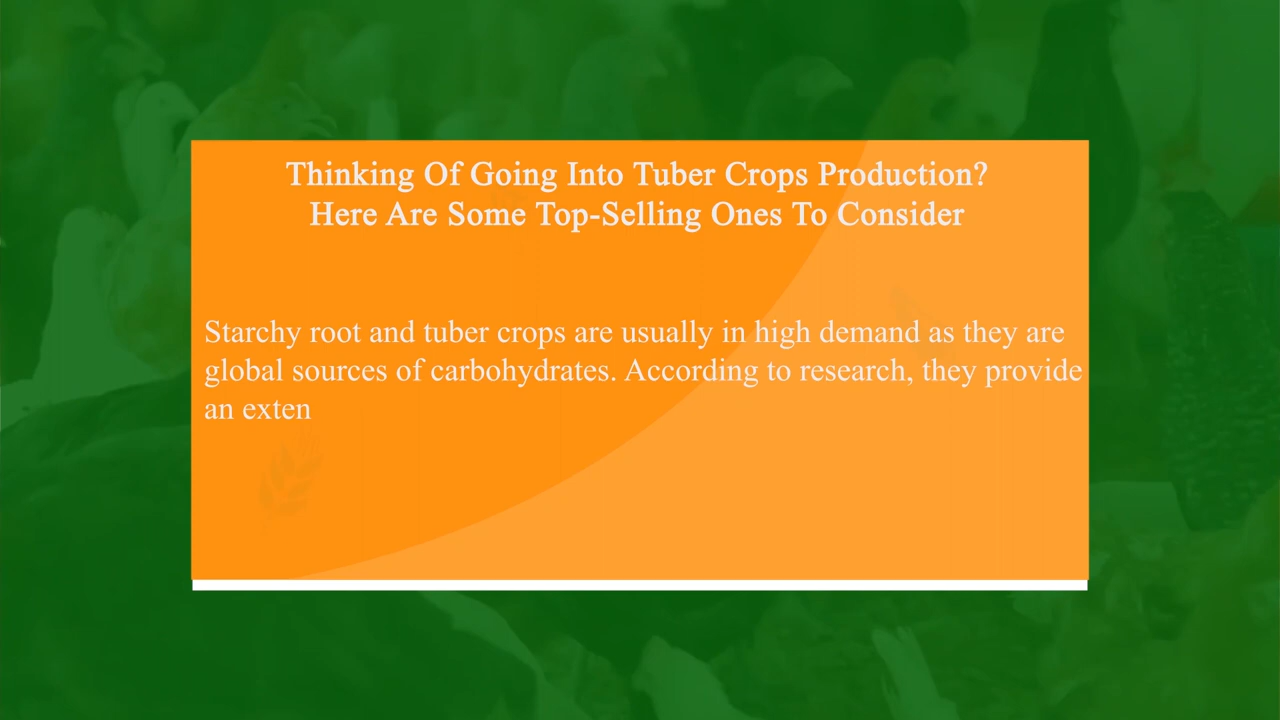 Thinking Of Going Into Tuber Crops Production?
Here Are Some Top-Selling Ones To Consider
Starchy root and tuber crops are usually in high demand as they are
global sources of carbohydrates. According to research, they provide
an exten